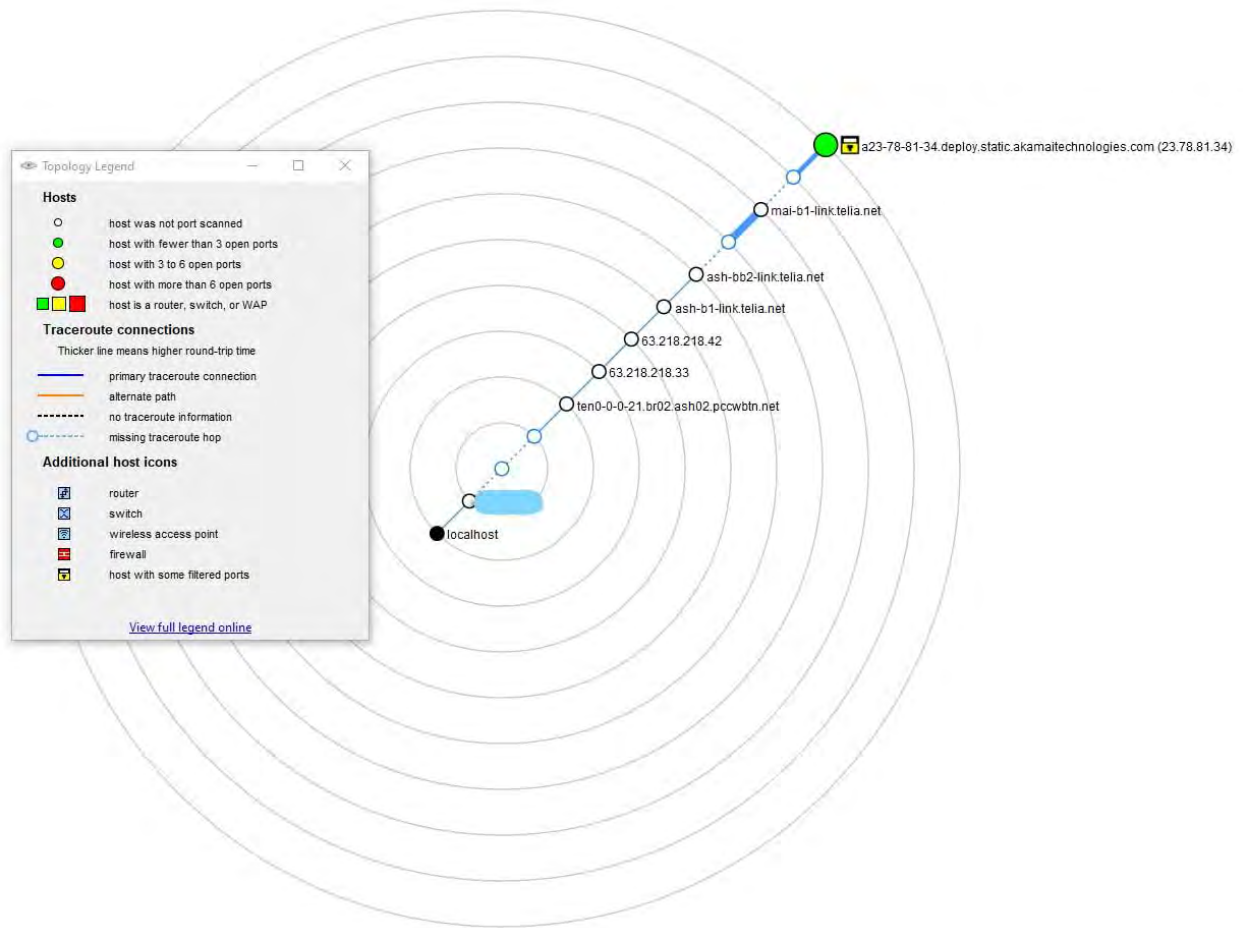 Topology Legend
Hosts
host was not port scanned
host with fewer than 3 open ports
host with 3 to 6 open ports
host with more than 6 open ports
host is a router, switch, or WAP
Traceroute connections
Thicker line means higher round-trip time
primary traceroute connection
alternate path
no traceroute information
missing traceroute hop
Additional host icons
router
switch
wireless access point
firewall
host with some filtered ports
View full legend online
a23-78-81-34.deploy.static.akamaitechnologies.com (23.78.81.34)
mai-b1-link.telia.net
ash-bb2-link.telia.net
ash-b1-link.telia.net
63.218.218.42
63.218.218.33
ten0-0-0-21.br02.ash02.pccwbtn.net
localhost